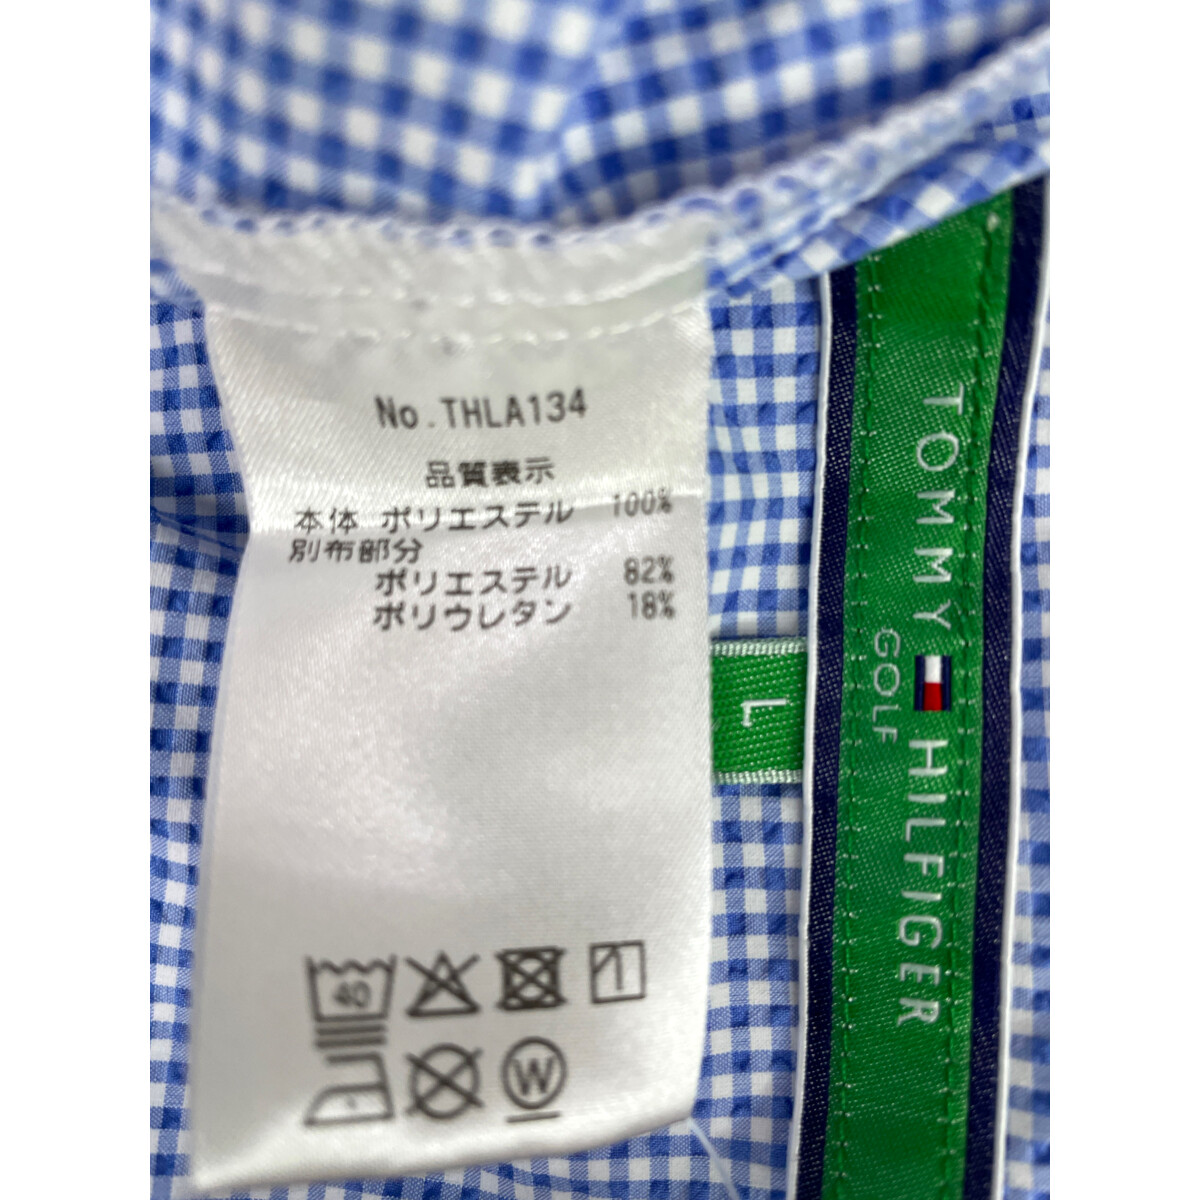 No.THLA134
品質表示
本体 ポリエステル 100%
別布部分
ポリエステル 82%
ポリウレタン 18%
40
W
L
TOMMY HILFIGER
GOLF